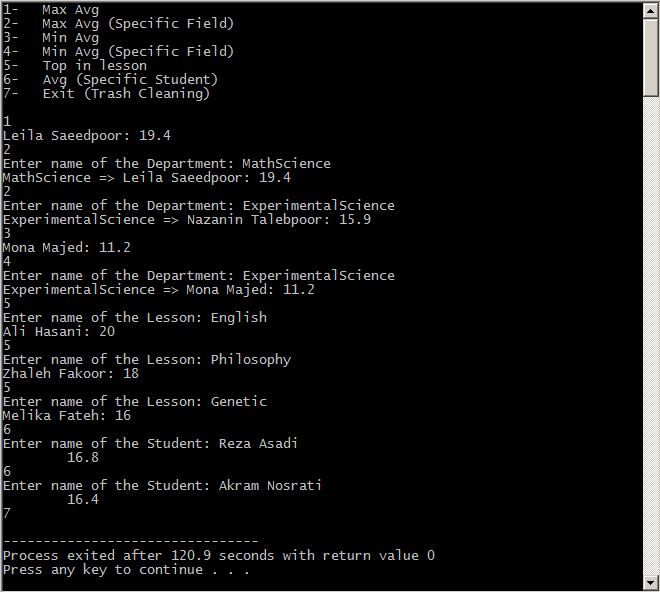 1-   Max Avg
2-   Max Avg (Specific Field)
3-   Min Avg
4-   Min Avg (Specific Field)
5-   Top in lesson
6-   Avg (Specific Student)
7-   Exit (Trash Cleaning)
1
Leila Saeedpoor: 19.4
2
Enter name of the Department: MathScience
MathScience => Leila Saeedpoor: 19.4
2
Enter name of the Department: ExperimentalScience
ExperimentalScience => Nazanin Talebpoor: 15.9
3
Mona Majed: 11.2
4
Enter name of the Department: ExperimentalScience
ExperimentalScience => Mona Majed: 11.2
5
Enter name of the Lesson: English
Ali Hasani: 20
5
Enter name of the Lesson: Philosophy
Zhaleh Fakoor: 18
5
Enter name of the Lesson: Genetic
Melika Fateh: 16
6
Enter name of the Student: Reza Asadi
        16.8
6
Enter name of the Student: Akram Nosrati
        16.4
7
--------------------------------
Process exited after 120.9 seconds with return value 0
Press any key to continue . . .